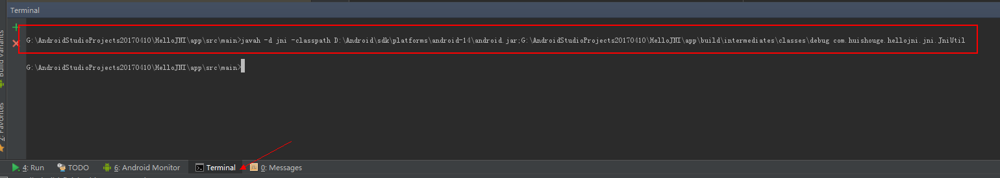 Terminal
Build Variants
G:\AndroidStudioProjects20170410\HelloJNI\app\src\main>javah -d jni -classpath D:\Android\sdk\platforms\android-14\android.jar;G:\AndroidStudioProjects20170410\HelloJNI\app\build\intermediates\classes\debug com.huishouge.hellojni.jni.JniUtil
G:\AndroidStudioProjects20170410\HelloJNI\app\src\main>
2: Favorites
4: Run TODO 6: Android Monitor Terminal 0: Messages